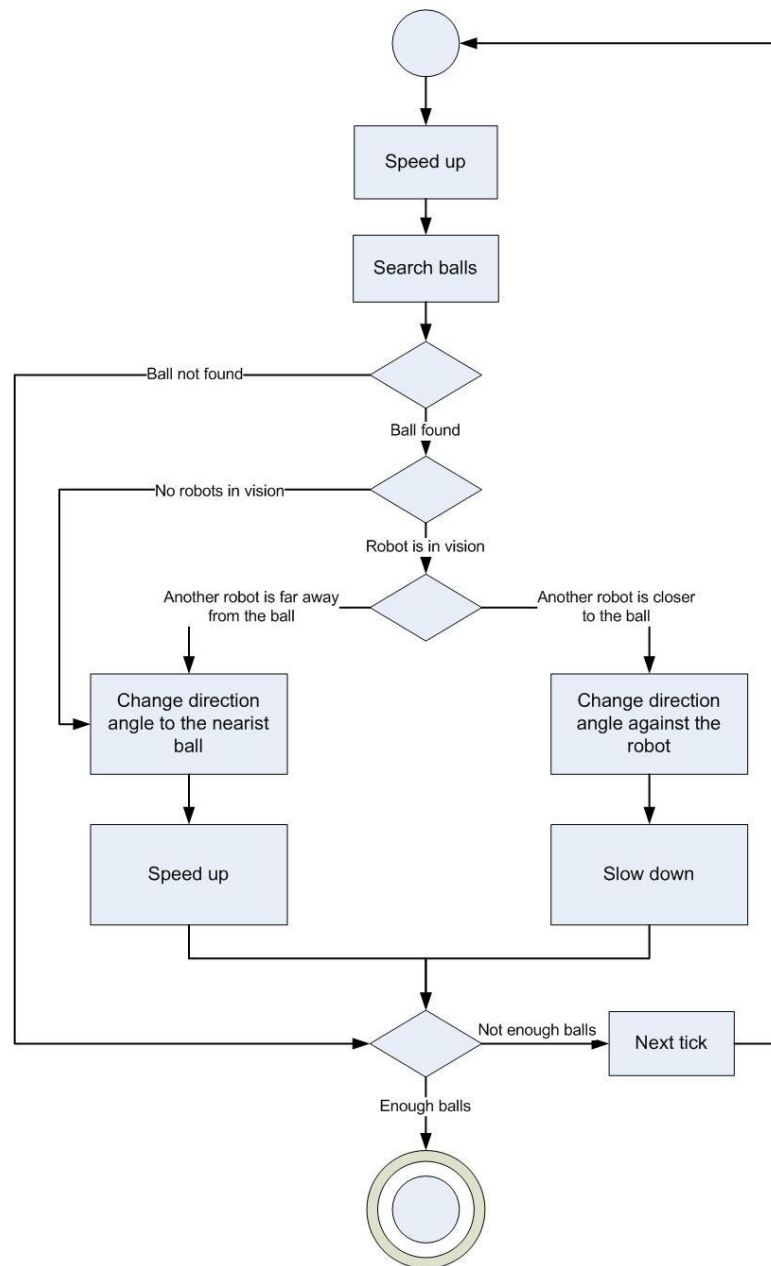 Speed up
Search balls
Ball not found
Ball found
No robots in vision
Robot is in vision
Another robot is far away
from the ball
Another robot is closer
to the ball
Change direction
angle to the nearist
ball
Change direction
angle against the
robot
Speed up
Slow down
Not enough balls
Next tick
Enough balls